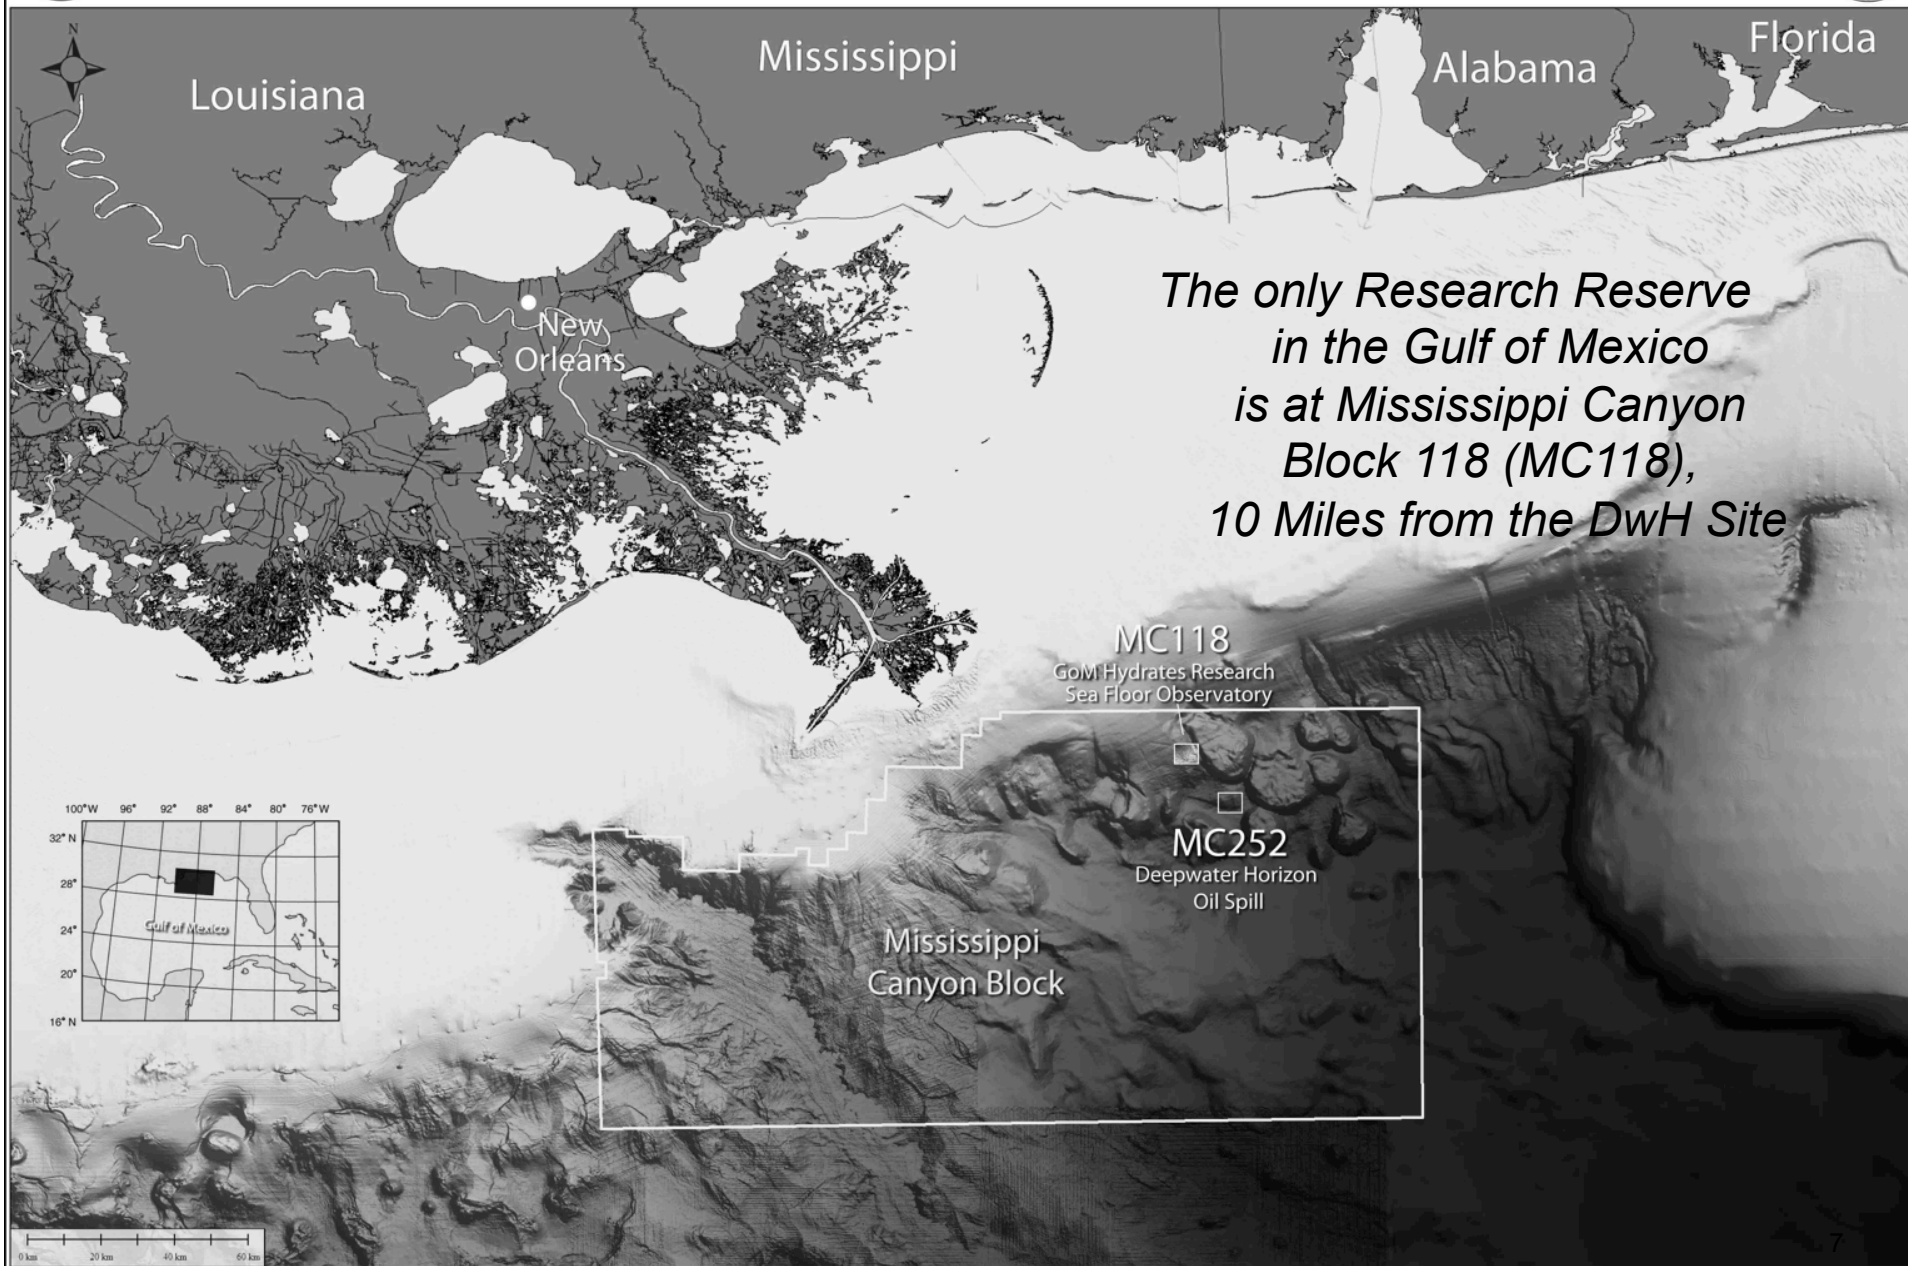 N
Louisiana
Mississippi
Alabama
Florida
New
Orleans
The only Research Reserve
in the Gulf of Mexico
is at Mississippi Canyon
Block 118 (MC118),
10 Miles from the DwH Site
MC118
GoM Hydrates Research
Sea Floor Observatory
MC252
Deepwater Horizon
Oil Spill
Mississippi
Canyon Block
100°W 96° 92° 88° 84° 80° 76°W
32° N
28°
24°
20°
16° N
Gulf of Mexico
0 km 20 km 40 km 60 km
7